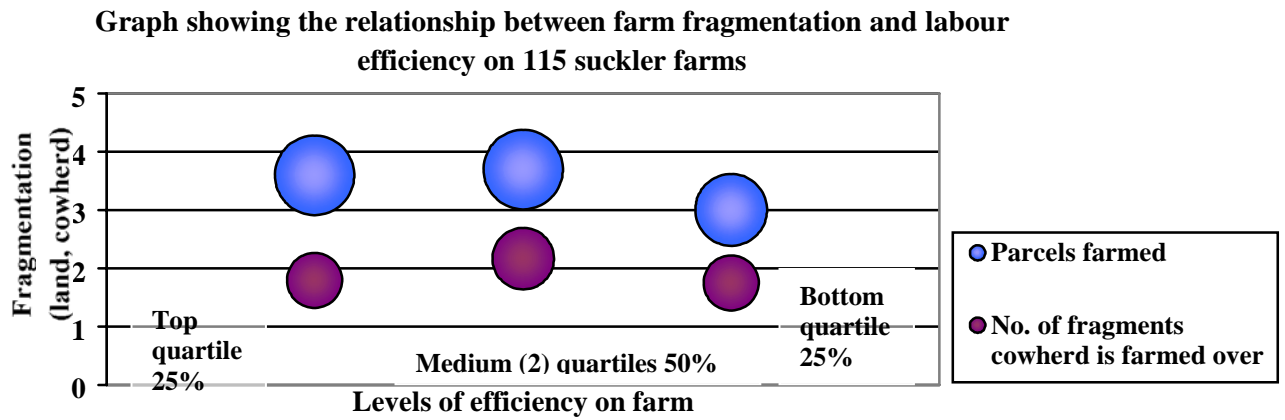 Graph showing the relationship between farm fragmentation and labour
efficiency on 115 suckler farms
Fragmentation
(land, cowherd)
5
4
3
2
1
0
Top
quartile
25%
Medium (2) quartiles 50%
Bottom
quartile
25%
Levels of efficiency on farm
Parcels farmed
No. of fragments
cowherd is farmed over